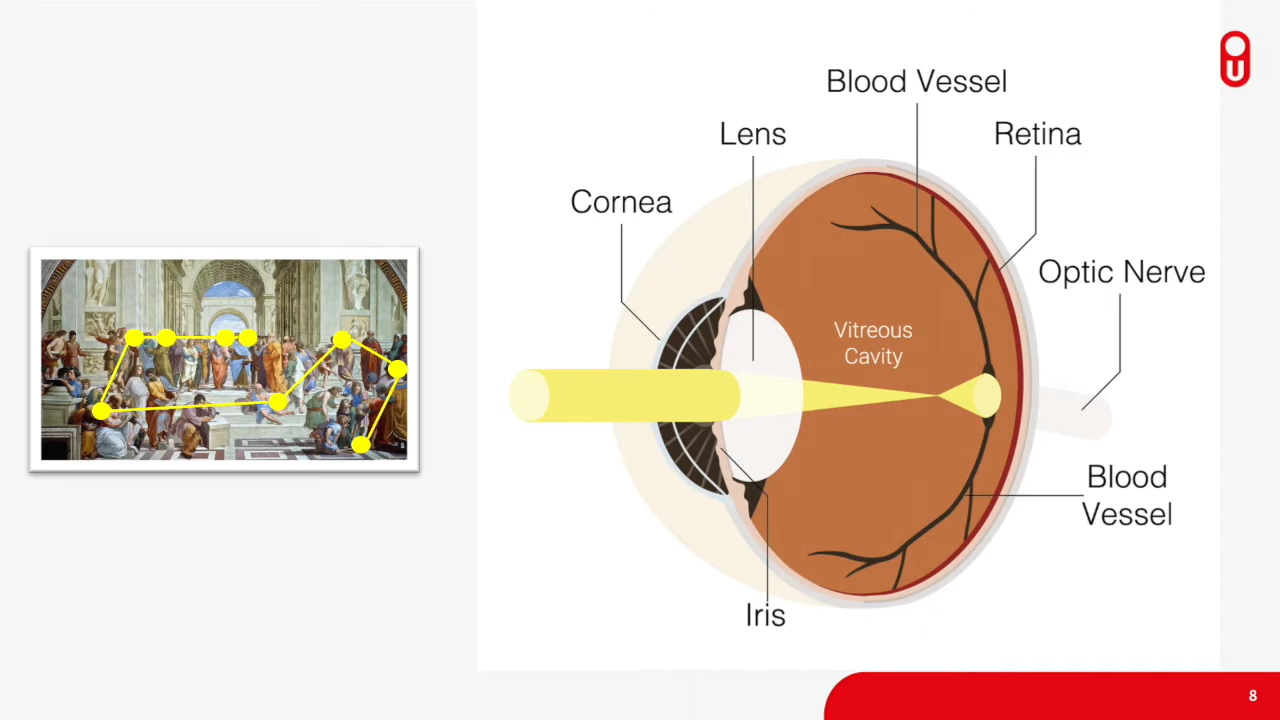 Blood Vessel
Lens
Retina
Cornea
Optic Nerve
Vitreous
Cavity
Blood
Vessel
Iris
8